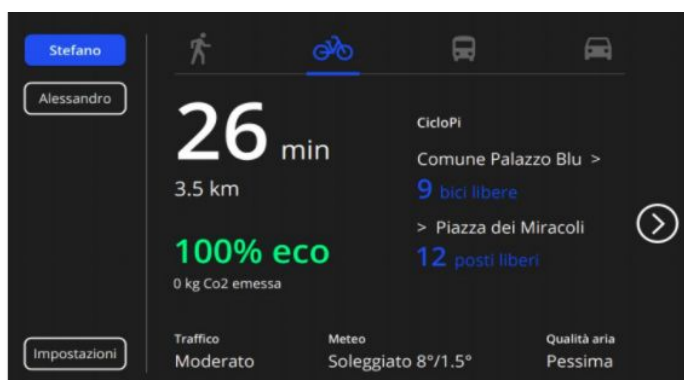 Stefano
Alessandro
Impostazioni
26 min
3.5 km
100% eco
0 kg Co2 emessa
CicloPi
Comune Palazzo Blu >
9 bici libere
> Piazza dei Miracoli
12 posti liberi
Traffico
Moderato
Meteo
Soleggiato 8°/1.5°
Qualità aria
Pessima